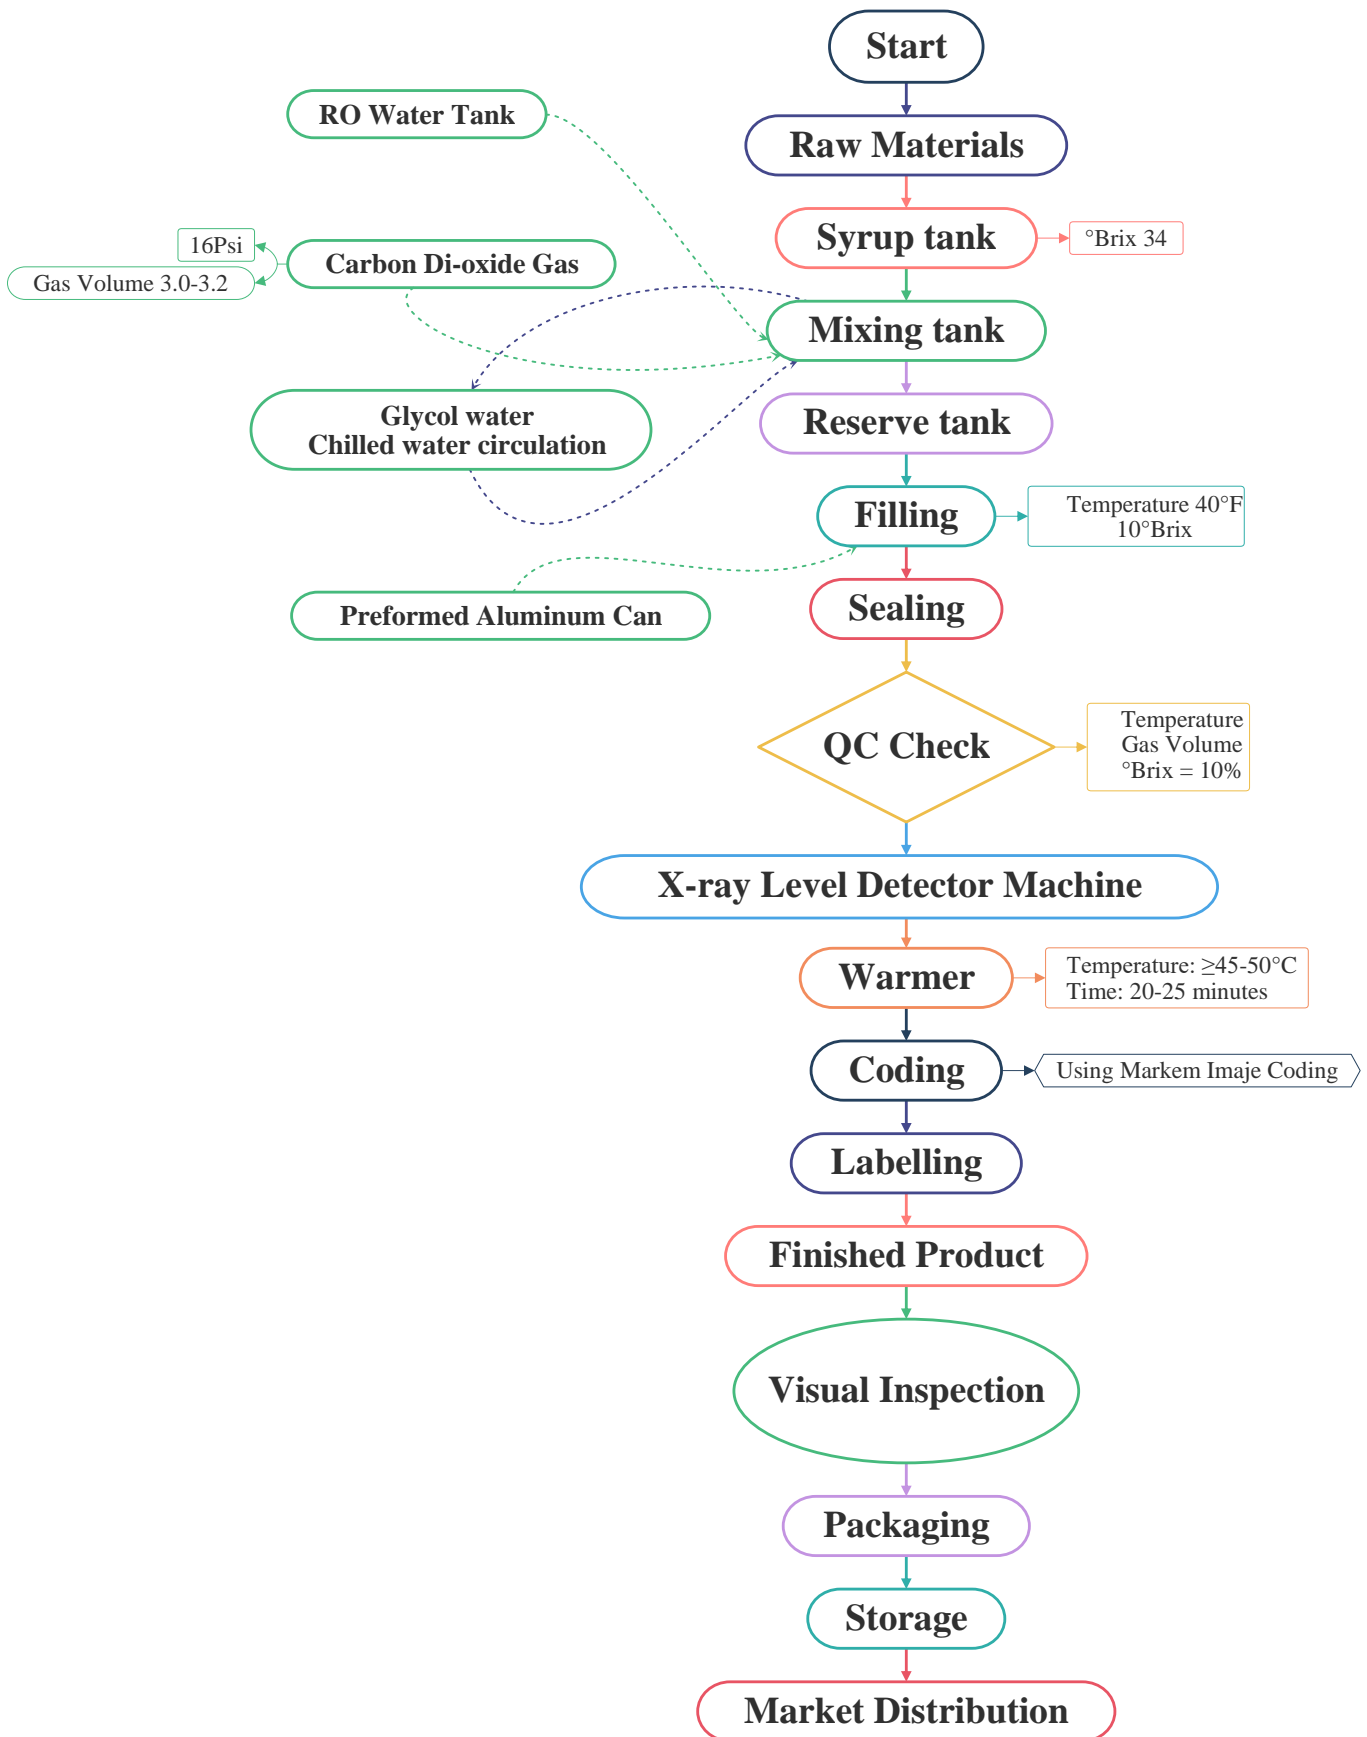 Start
RO Water Tank
Raw Materials
Syrup tank
°Brix 34
16Psi
Carbon Di-oxide Gas
Gas Volume 3.0-3.2
Mixing tank
Glycol water
Chilled water circulation
Reserve tank
Filling
Temperature 40°F
10°Brix
Preformed Aluminum Can
Sealing
QC Check
Temperature
Gas Volume
°Brix = 10%
X-ray Level Detector Machine
Warmer
Temperature: ≥45-50°C
Time: 20-25 minutes
Coding
Using Markem Imaje Coding
Labelling
Finished Product
Visual Inspection
Packaging
Storage
Market Distribution